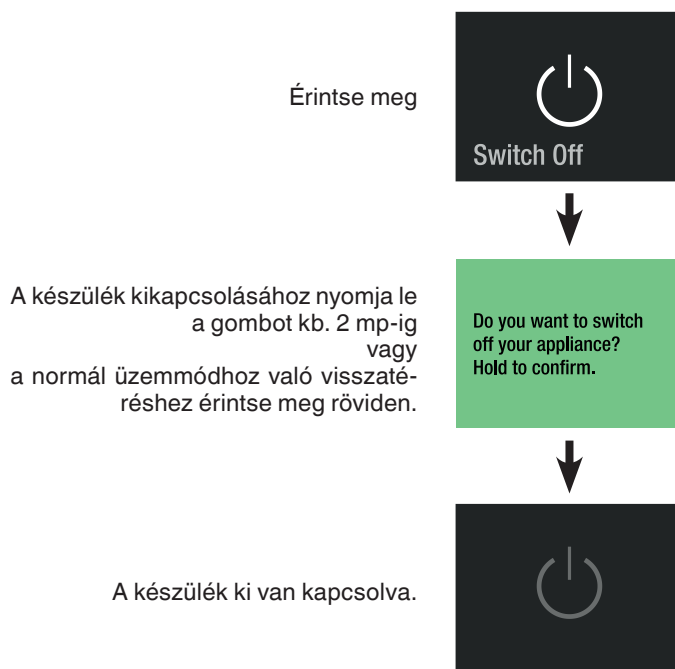 Érintse meg
Switch Off
A készülék kikapcsolásához nyomja le
a gombot kb. 2 mp-ig
vagy
a normál üzemmódhoz való visszaté-
réshez érintse meg röviden.
Do you want to switch
off your appliance?
Hold to confirm.
A készülék ki van kapcsolva.